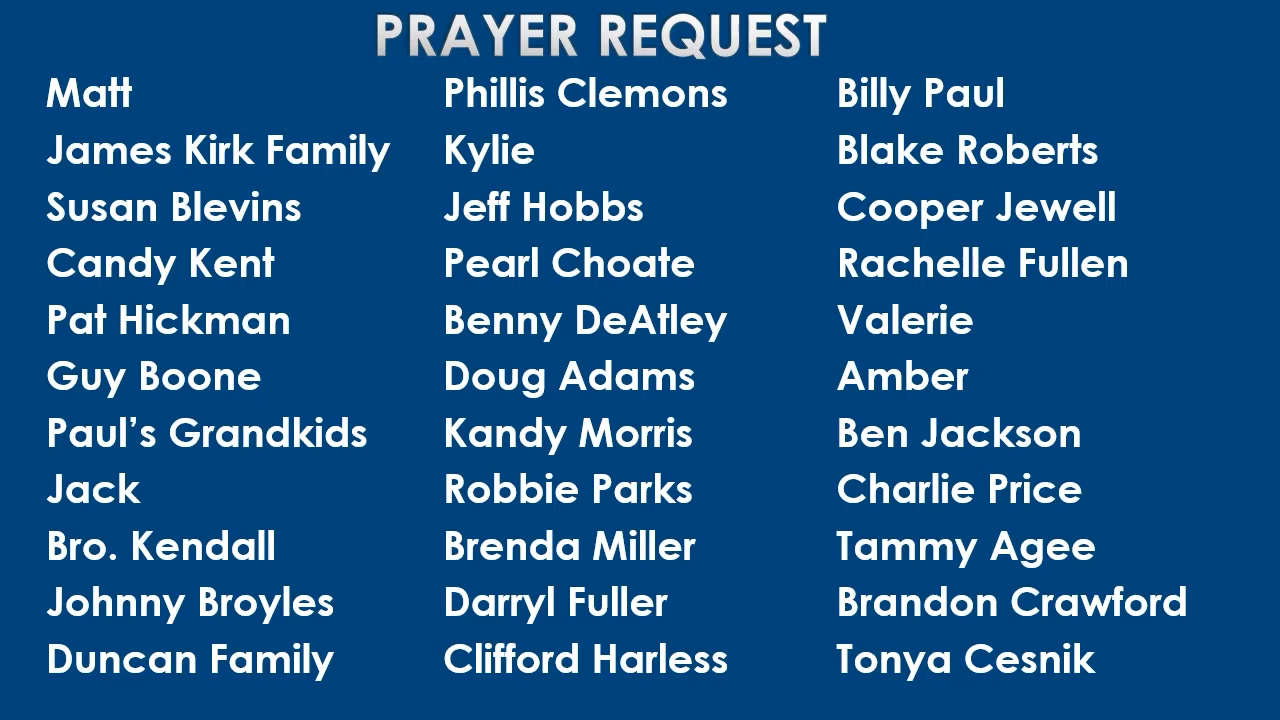 PRAYER REQUEST
Matt
James Kirk Family
Susan Blevins
Candy Kent
Pat Hickman
Guy Boone
Paul’s Grandkids
Jack
Bro. Kendall
Johnny Broyles
Duncan Family
Phillis Clemons
Kylie
Jeff Hobbs
Pearl Choate
Benny DeAtley
Doug Adams
Kandy Morris
Robbie Parks
Brenda Miller
Darryl Fuller
Clifford Harless
Billy Paul
Blake Roberts
Cooper Jewell
Rachelle Fullen
Valerie
Amber
Ben Jackson
Charlie Price
Tammy Agee
Brandon Crawford
Tonya Cesnik